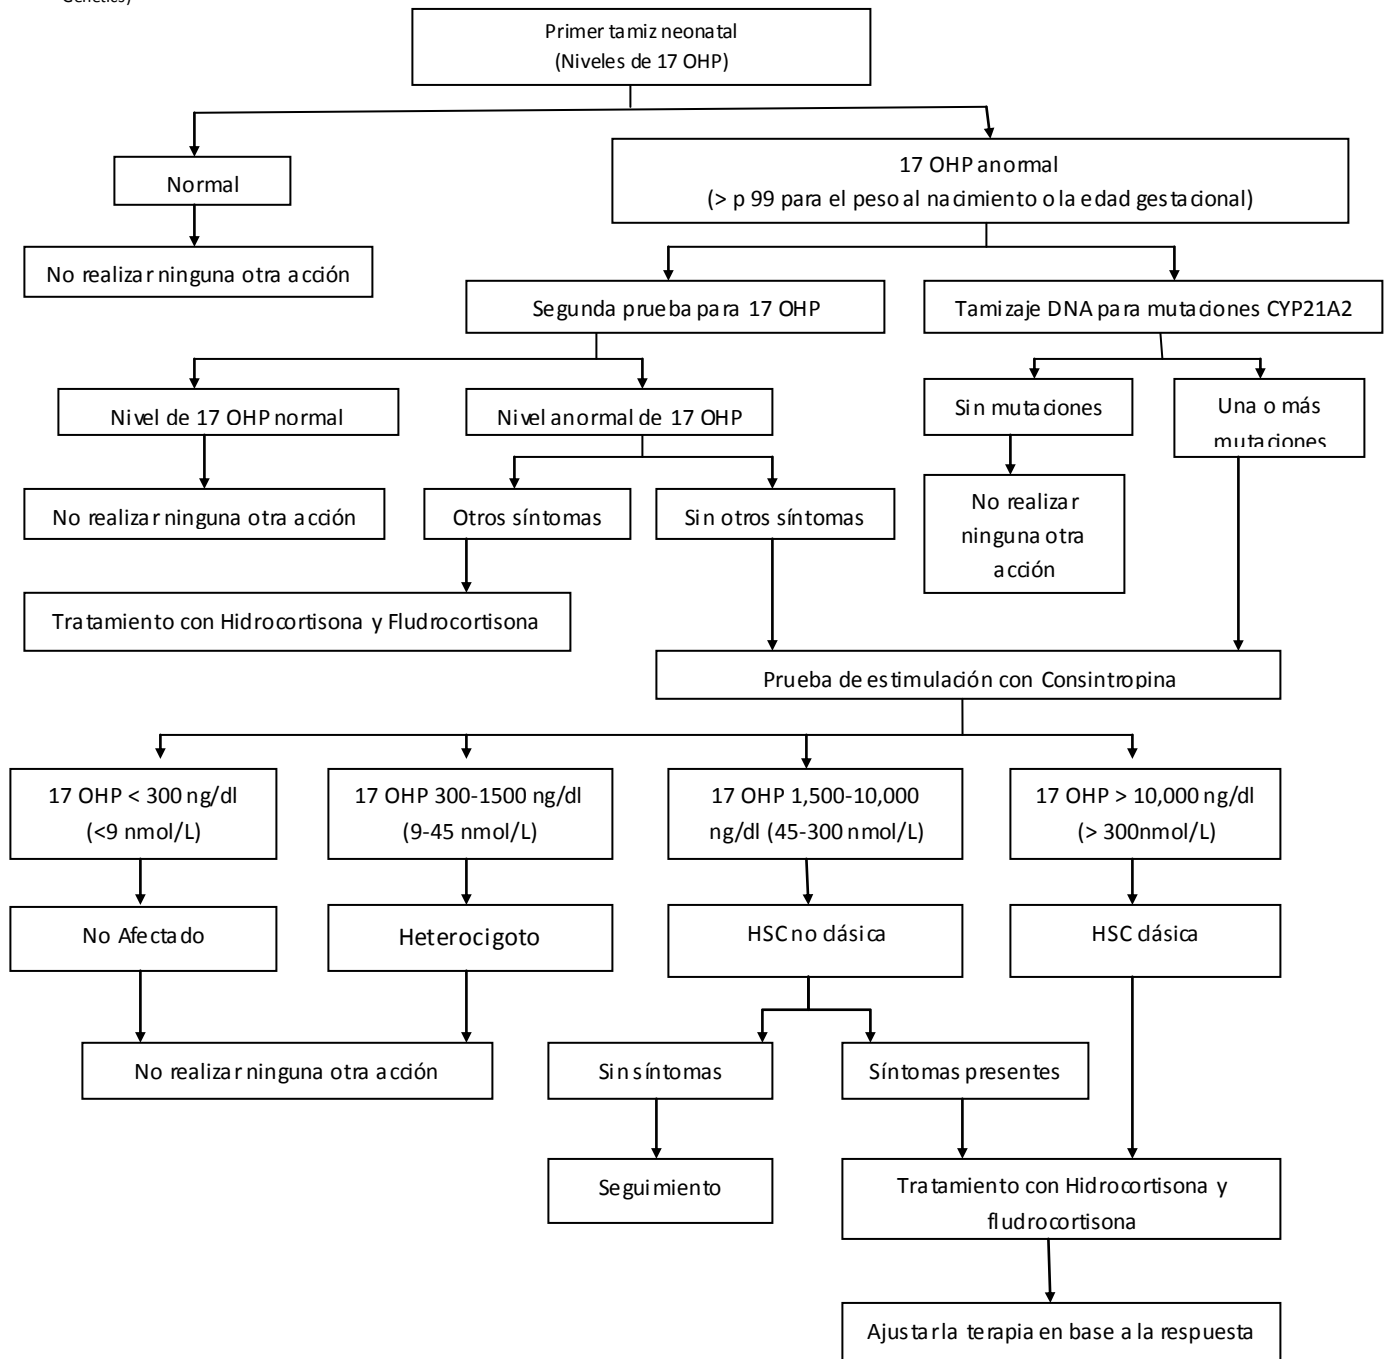 Genetics)
Primer tamiz neonatal
(Niveles de 17 OHP)
Normal
17 OHP anormal
(> p 99 para el peso al nacimiento o la edad gestacional)
No realizar ninguna otra acción
Segunda prueba para 17 OHP
Tamizaje DNA para mutaciones CYP21A2
Nivel de 17 OHP normal
Nivel anormal de 17 OHP
Sin mutaciones
Una o más
mutaciones
No realizar ninguna otra acción
Otros síntomas
Sin otros síntomas
No realizar
ninguna otra
acción
Tratamiento con Hidrocortisona y Fludrocortisona
Prueba de estimulación con Consintropina
17 OHP < 300 ng/dl
(<9 nmol/L)
17 OHP 300-1500 ng/dl
(9-45 nmol/L)
17 OHP 1,500-10,000
ng/dl (45-300 nmol/L)
17 OHP > 10,000 ng/dl
(> 300nmol/L)
No Afectado
Heterocigoto
HSC no clásica
HSC clásica
No realizar ninguna otra acción
Sin síntomas
Síntomas presentes
Seguimiento
Tratamiento con Hidrocortisona y
fludrocortisona
Ajustar la terapia en base a la respuesta